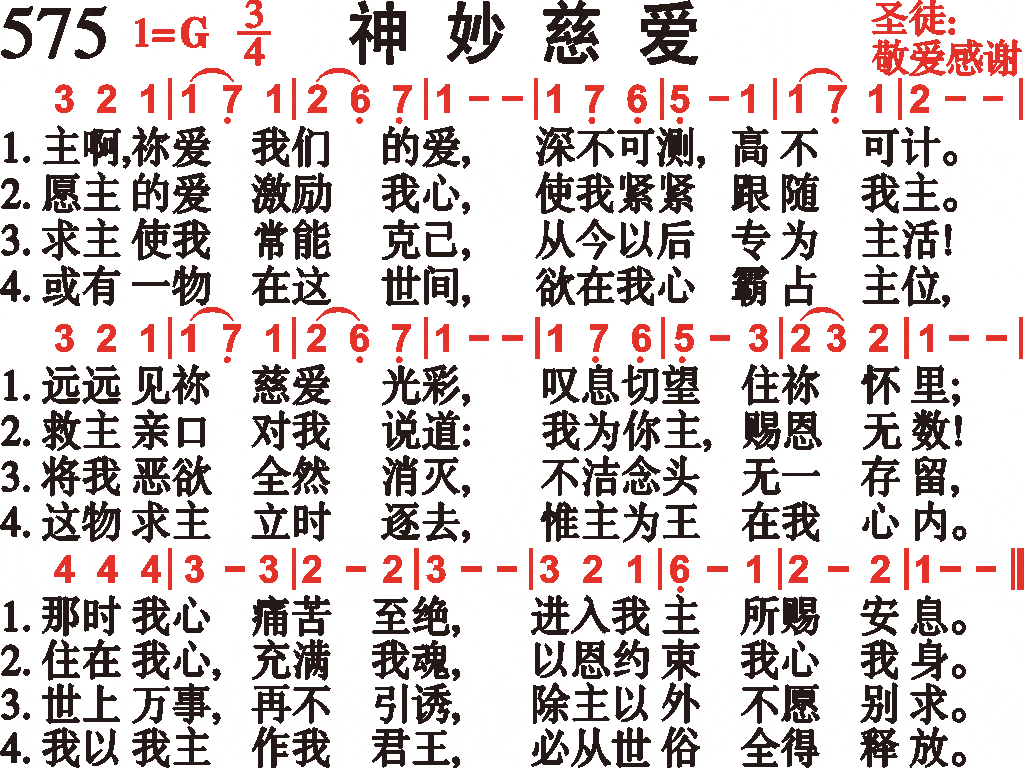 575 1=G 3/4 神妙慈爱 圣徒:
敬爱感谢
3 2 1|1 7 1|2 6 7|1 - -|1 7 6|5 - 1|1 7 1|2 - -|
1. 主啊,祢爱 我们 的爱, 深不可测, 高不 可计。
2. 愿主的爱 激励 我心, 使我紧紧 跟随 我主。
3. 求主使我 常能 克己, 从今以后 专为 主活!
4. 或有一物 在这 世间, 欲在我心 霸占 主位,
3 2 1|1 7 1|2 6 7|1 - -|1 7 6|5 - 3|2 3 2|1 - -|
1. 远远见祢 慈爱 光彩, 叹息切望 住祢 怀里;
2. 救主亲口 对我 说道: 我为你主, 赐恩 无数!
3. 将我恶欲 全然 消灭, 不洁念头 无一 存留,
4. 这物求主 立时 逐去, 惟主为王 在我 心内。
4 4 4|3 - 3|2 - 2|3 - -|3 2 1|6 - 1|2 - 2|1 - -‖
1. 那时我心 痛苦 至绝, 进入我主 所赐 安息。
2. 住在我心, 充满 我魂, 以恩约束 我心 我身。
3. 世上万事, 再不 引诱, 除主以外 不愿 别求。
4. 我以我主 作我 君王, 必从世俗 全得 释放。